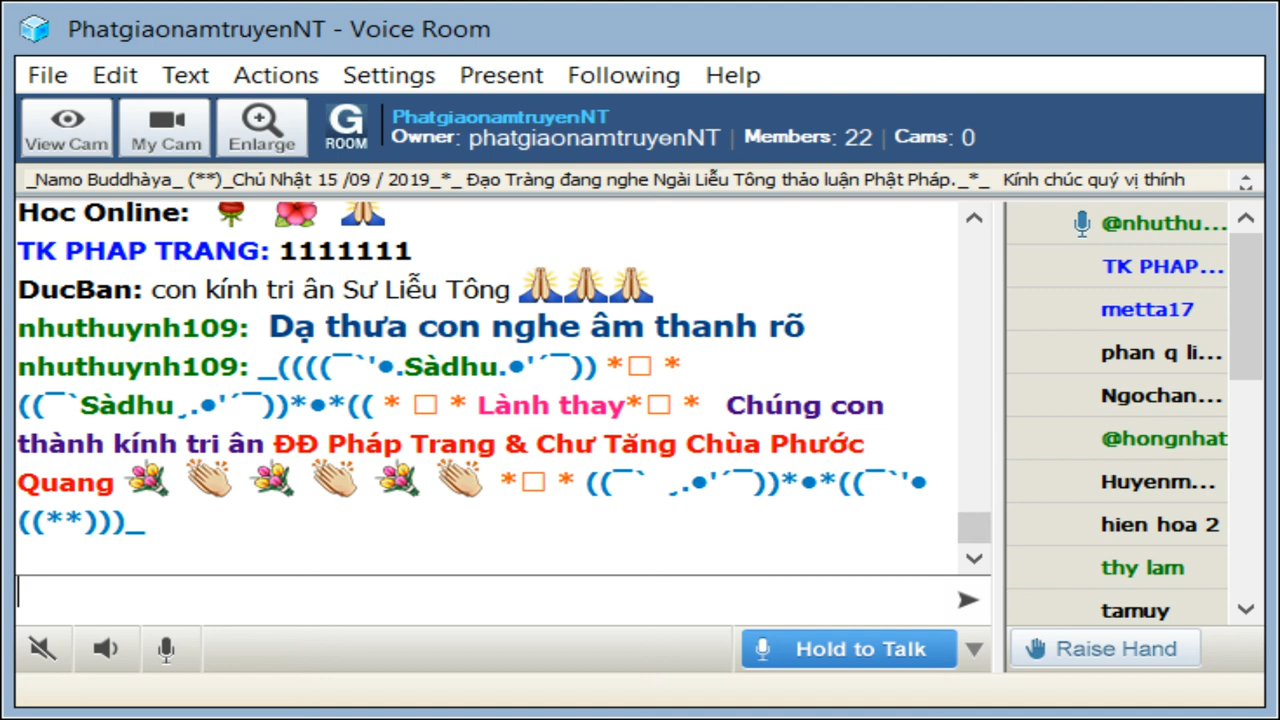 PhatgiaonamtruyenNT - Voice Room
File Edit Text Actions Settings Present Following Help
View Cam My Cam Enlarge G ROOM
PhatgiaonamtruyenNT
Owner: phatgiaonamtruyenNT | Members: 22 | Cams: 0
_Namo Buddhàya_ (**)_Chủ Nhật 15 /09 / 2019_*_ Đạo Tràng đang nghe Ngài Liễu Tông thảo luận Phật Pháp._*_ Kính chúc quý vị thính
Hoc Online:
TK PHAP TRANG: 1111111
DucBan: con kính tri ân Sư Liễu Tông 🙏🙏🙏
nhuthuynh109: Dạ thưa con nghe âm thanh rõ
nhuthuynh109: _((((¯`'●.Sàdhu.●'´¯)) *□ *
((¯`Sàdhu¸.●'´¯))*●*(( * □ * Lành thay*□ * Chúng con
thành kính tri ân ĐĐ Pháp Trang & Chư Tăng Chùa Phước
Quang *□ * ((¯` ¸.●'´¯))*●*((¯`'●
((**)))_
@nhuthu...
TK PHAP...
metta17
phan q li...
Ngochan...
@hongnhat
Huyenm...
hien hoa 2
thy lam
tamuy
Hold to Talk
Raise Hand